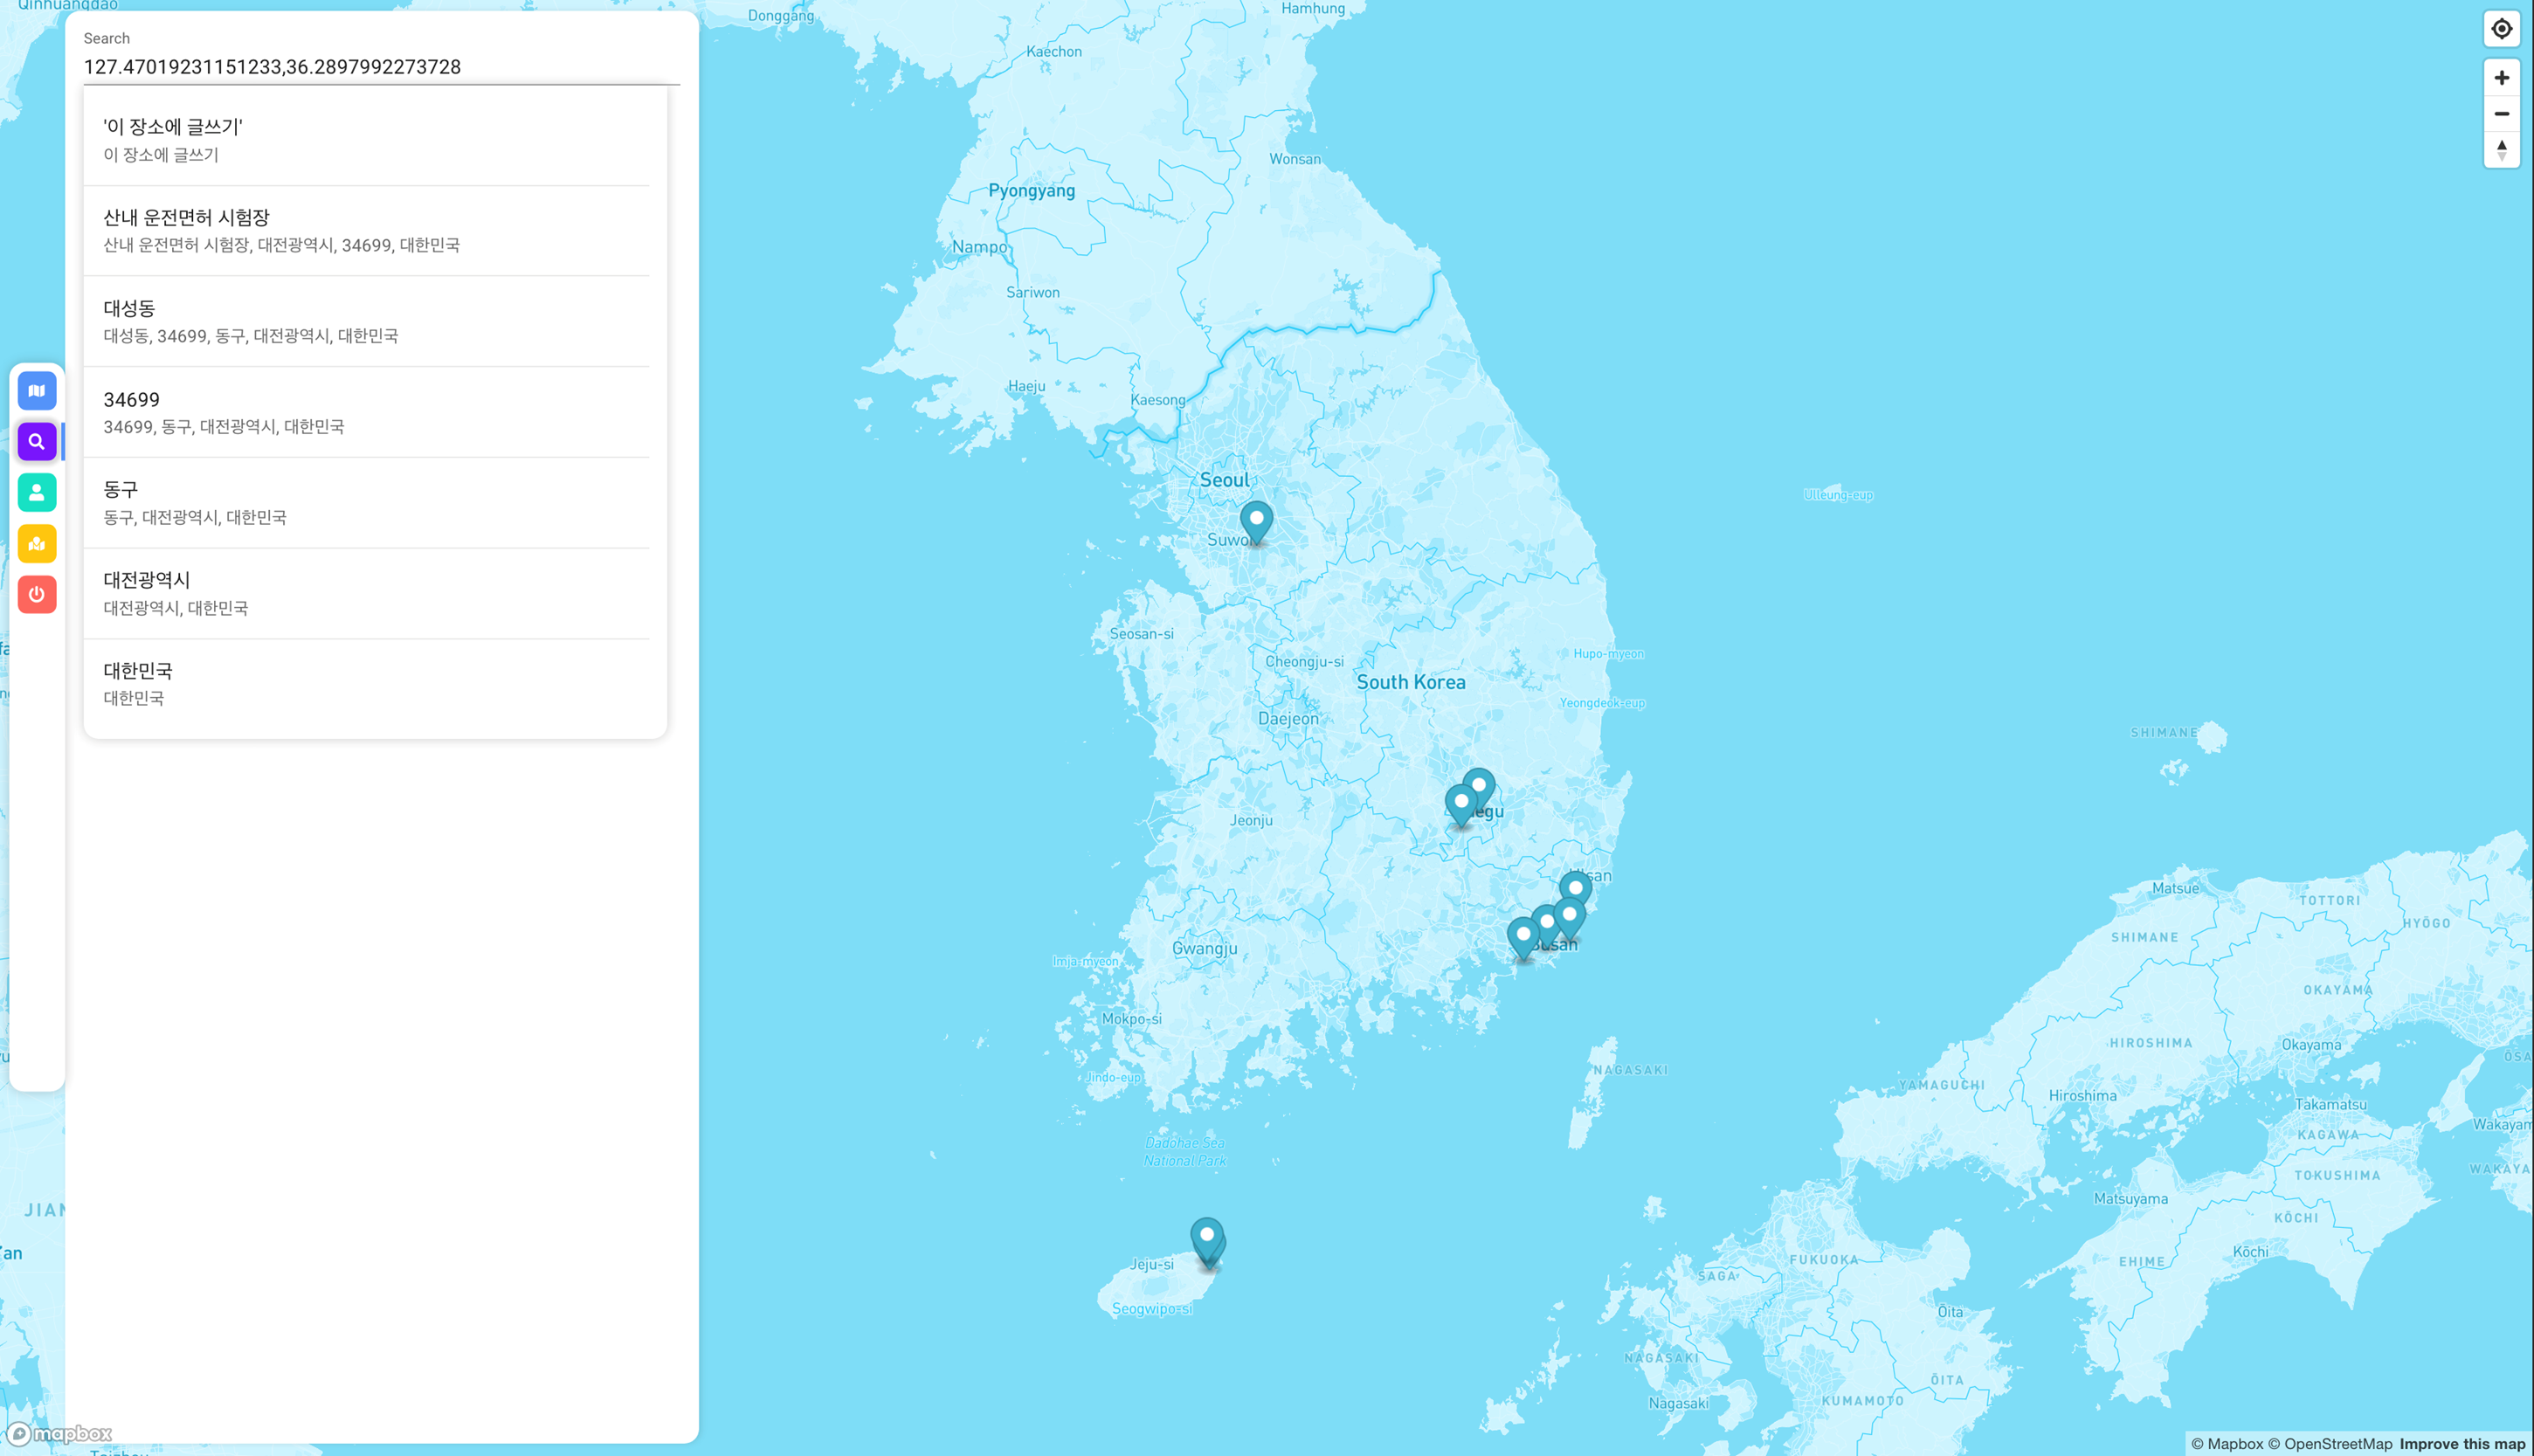 Search
127.47019231151233,36.2897992273728
'이 장소에 글쓰기'
이 장소에 글쓰기
산내 운전면허 시험장
산내 운전면허 시험장, 대전광역시, 34699, 대한민국
대성동
대성동, 34699, 동구, 대전광역시, 대한민국
34699
34699, 동구, 대전광역시, 대한민국
동구
동구, 대전광역시, 대한민국
대전광역시
대전광역시, 대한민국
대한민국
대한민국
Qinhuangdao
Donggang
Hamhung
Kaechon
Wonsan
Pyongyang
Nampo
Sariwon
Haeju
Kaesong
Seoul
Ulleung-eup
Seosan-si
Cheongju-si
Hupo-myeon
South Korea
Yeongdeok-eup
Daejeon
SHIMANE
Jeonju
Matsue
TOTTORI
HYŌGO
SHIMANE
Gwangju
Busan
Imja-myeon
OKAYAMA
Mokpo-si
HIROSHIMA
Okayama
NAGASAKI
Jindo-eup
YAMAGUCHI
Hiroshima
Takamatsu
KAGAWA
Dadohae Sea
National Park
TOKUSHIMA
Matsuyama
KŌCHI
Kōchi
Jeju-si
FUKUOKA
EHIME
SAGA
Seogwipo-si
Ōita
NAGASAKI
ŌITA
Nagasaki
KUMAMOTO
mapbox
© Mapbox © OpenStreetMap Improve this map